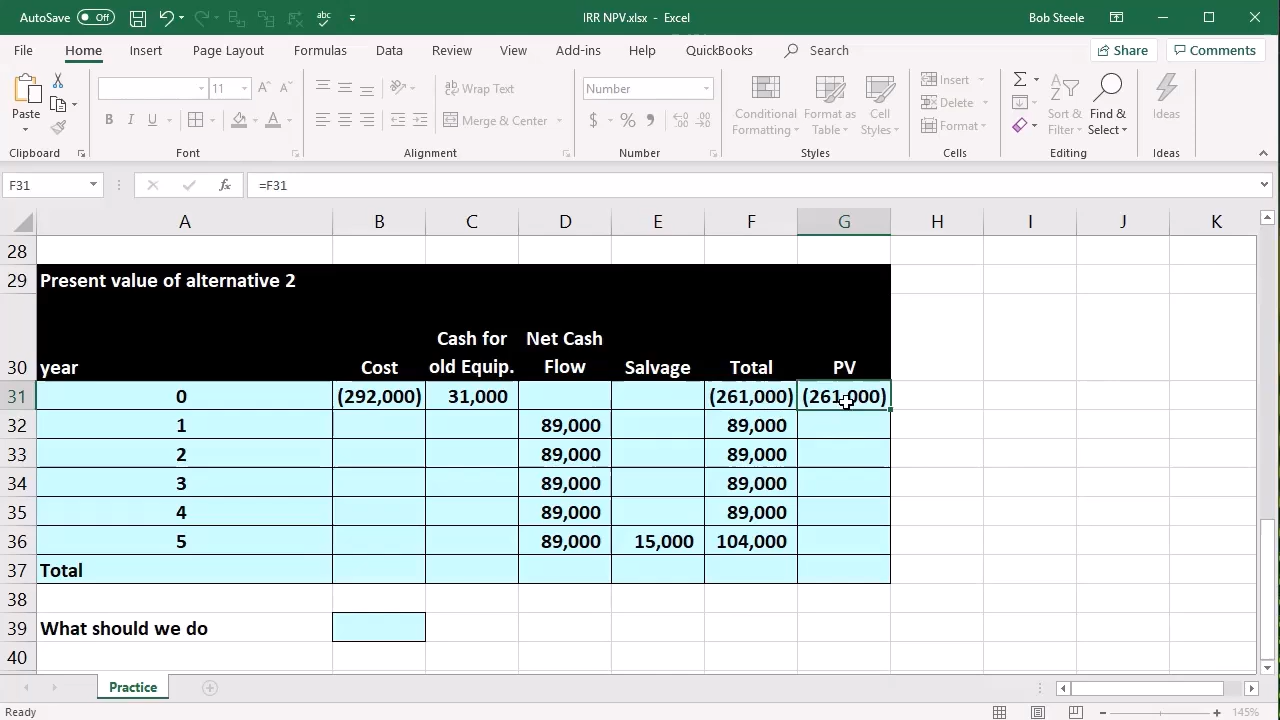 AutoSave Off abc IRR NPV.xlsx - Excel Bob Steele
File Home Insert Page Layout Formulas Data Review View Add-ins Help QuickBooks Search Share Comments
Paste 11 A A B I U A ab Wrap Text Merge & Center Number $ % , Conditional Formatting Format as Table Cell Styles Insert Delete Format Sort & Filter Find & Select Ideas
Clipboard Font Alignment Number Styles Cells Editing Ideas
F31 fx =F31
A B C D E F G H I J K
28
29 Present value of alternative 2
Cash for Net Cash
30 year Cost old Equip. Flow Salvage Total PV
31 0 (292,000) 31,000 (261,000) (261,000)
32 1 89,000 89,000
33 2 89,000 89,000
34 3 89,000 89,000
35 4 89,000 89,000
36 5 89,000 15,000 104,000
37 Total
38
39 What should we do
40
Practice
Ready 145%